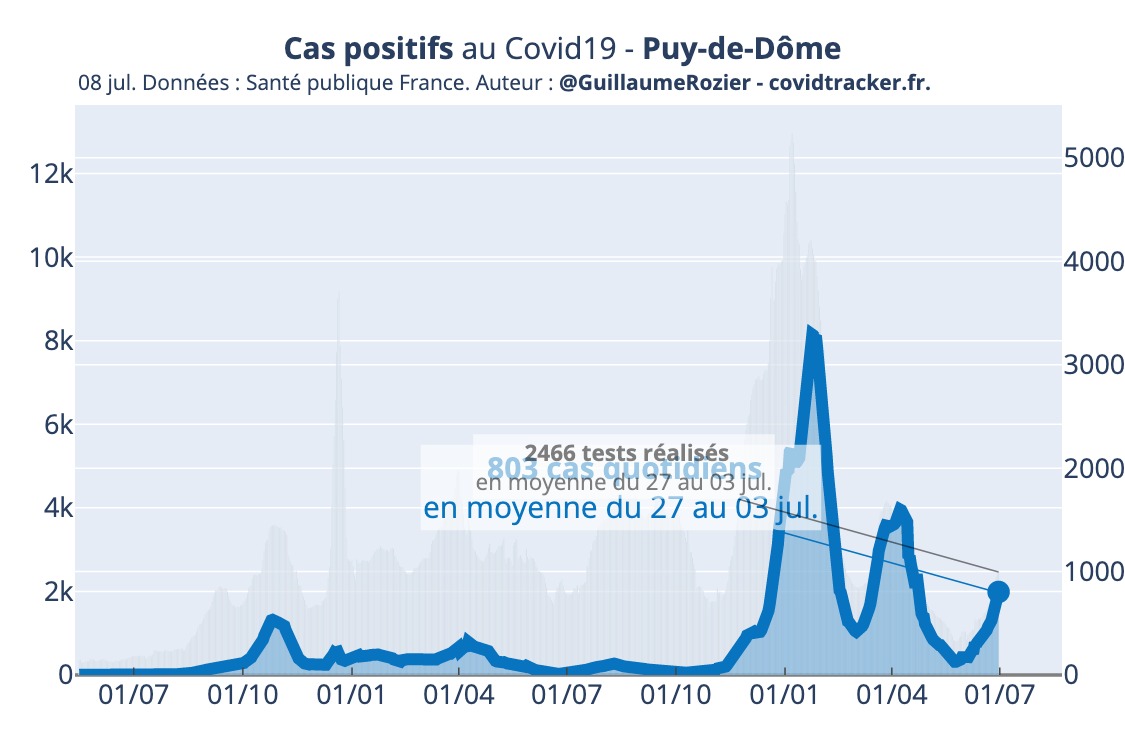 Cas positifs au Covid19 - Puy-de-Dôme
08 jul. Données : Santé publique France. Auteur : @GuillaumeRozier - covidtracker.fr.
12k
10k
8k
6k
4k
2k
0
5000
4000
3000
2000
1000
0
2466 tests réalisés
803 cas quotidiens
en moyenne du 27 au 03 jul.
en moyenne du 27 au 03 jul.
01/07 01/10 01/01 01/04 01/07 01/10 01/01 01/04 01/07